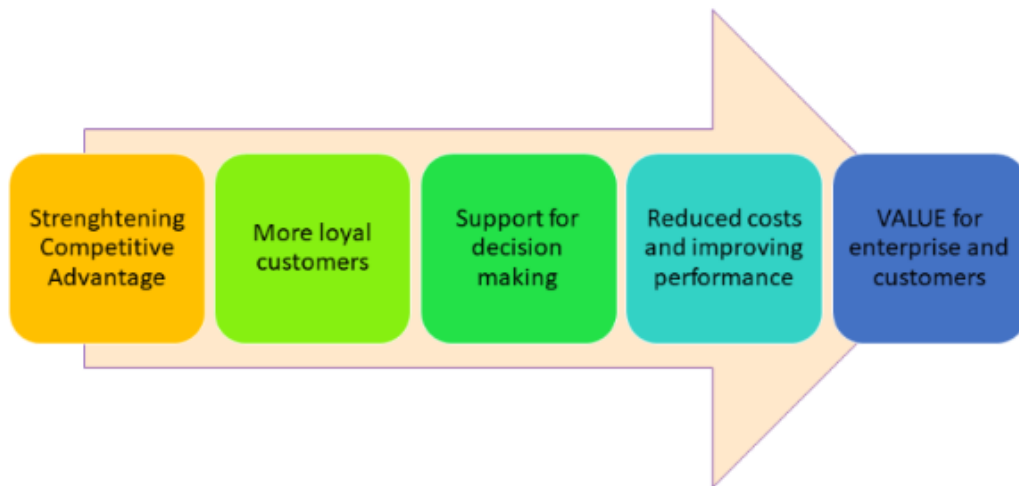 Strenghtening
Competitive
Advantage
More loyal
customers
Support for
decision
making
Reduced costs
and improving
performance
VALUE for
enterprise and
customers